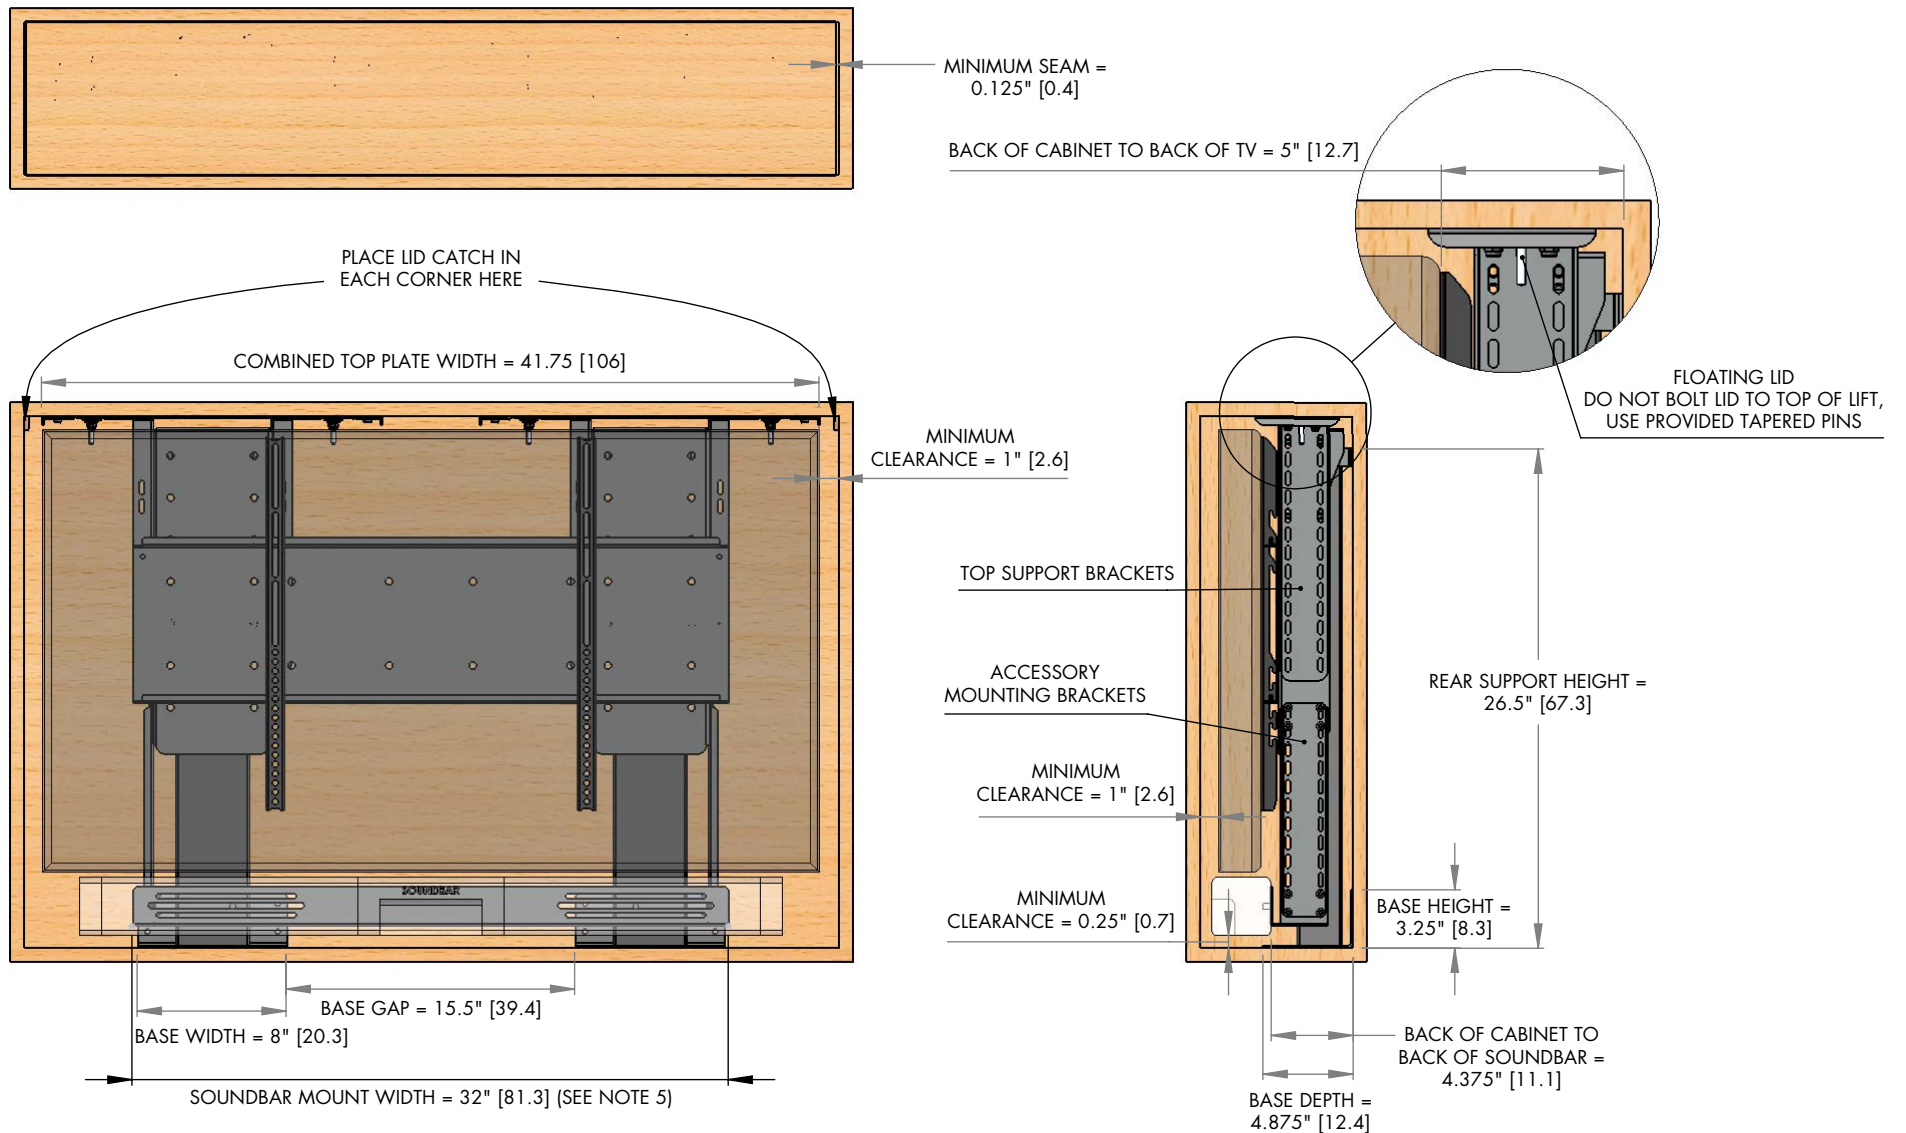 MINIMUM SEAM =
0.125" [0.4]
BACK OF CABINET TO BACK OF TV = 5" [12.7]
PLACE LID CATCH IN
EACH CORNER HERE
COMBINED TOP PLATE WIDTH = 41.75 [106]
FLOATING LID
DO NOT BOLT LID TO TOP OF LIFT,
USE PROVIDED TAPERED PINS
MINIMUM
CLEARANCE = 1" [2.6]
TOP SUPPORT BRACKETS
ACCESSORY
MOUNTING BRACKETS
REAR SUPPORT HEIGHT =
26.5" [67.3]
MINIMUM
CLEARANCE = 1" [2.6]
SOUNDBAR
MINIMUM
CLEARANCE = 0.25" [0.7]
BASE HEIGHT =
3.25" [8.3]
BASE GAP = 15.5" [39.4]
BASE WIDTH = 8" [20.3]
BACK OF CABINET TO
BACK OF SOUNDBAR =
4.375" [11.1]
SOUNDBAR MOUNT WIDTH = 32" [81.3] (SEE NOTE 5)
BASE DEPTH =
4.875" [12.4]